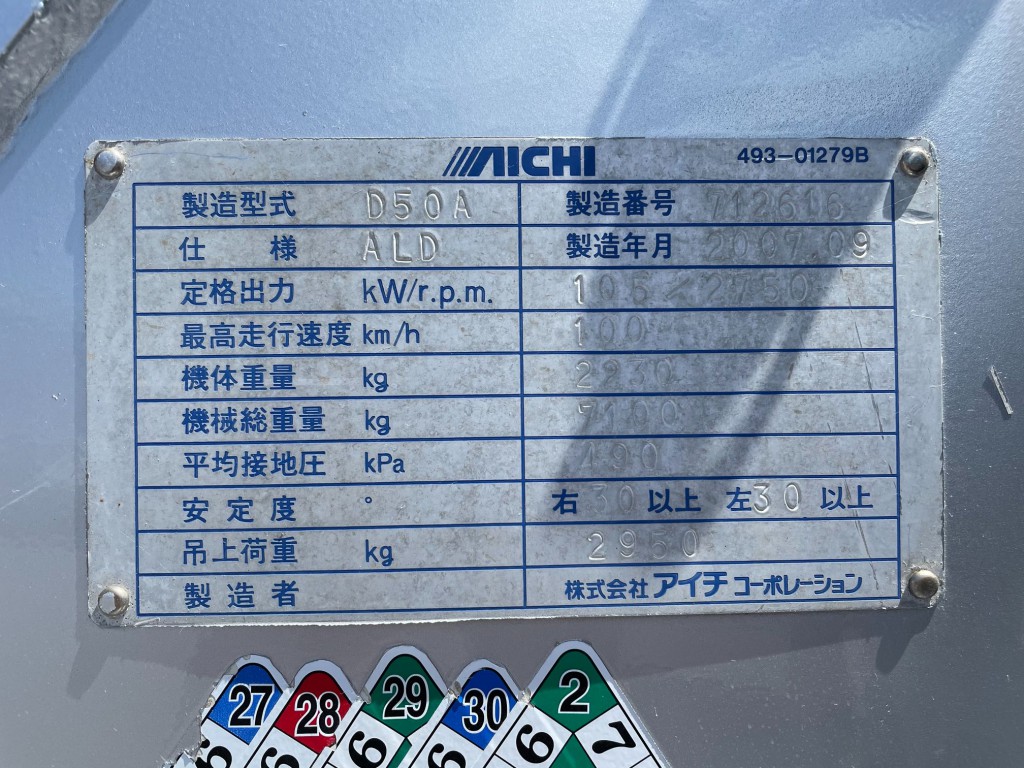 AICHI 493-01279B
製造型式 D50A 製造番号 712616
仕様 ALD 製造年月 2007.09
定格出力 kW/r.p.m. 105/2750
最高走行速度 km/h 100
機体重量 kg 2930
機械総重量 kg 7100
平均接地圧 kPa 490
安定度 ° 右30以上 左30以上
吊上荷重 kg 2950
製造者 株式会社アイチコーポレーション
27 28 29 30 2
6 6 6 6 7